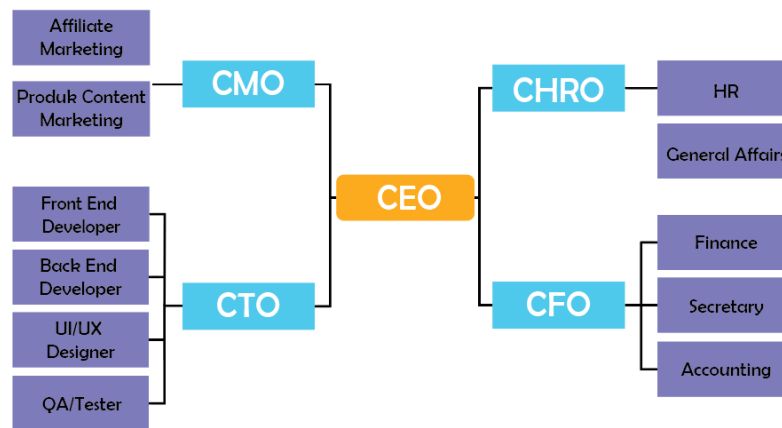 Affiliate
Marketing
Produk Content
Marketing
CMO
CHRO
HR
General Affairs
CEO
Front End
Developer
Back End
Developer
UI/UX
Designer
QA/Tester
CTO
CFO
Finance
Secretary
Accounting